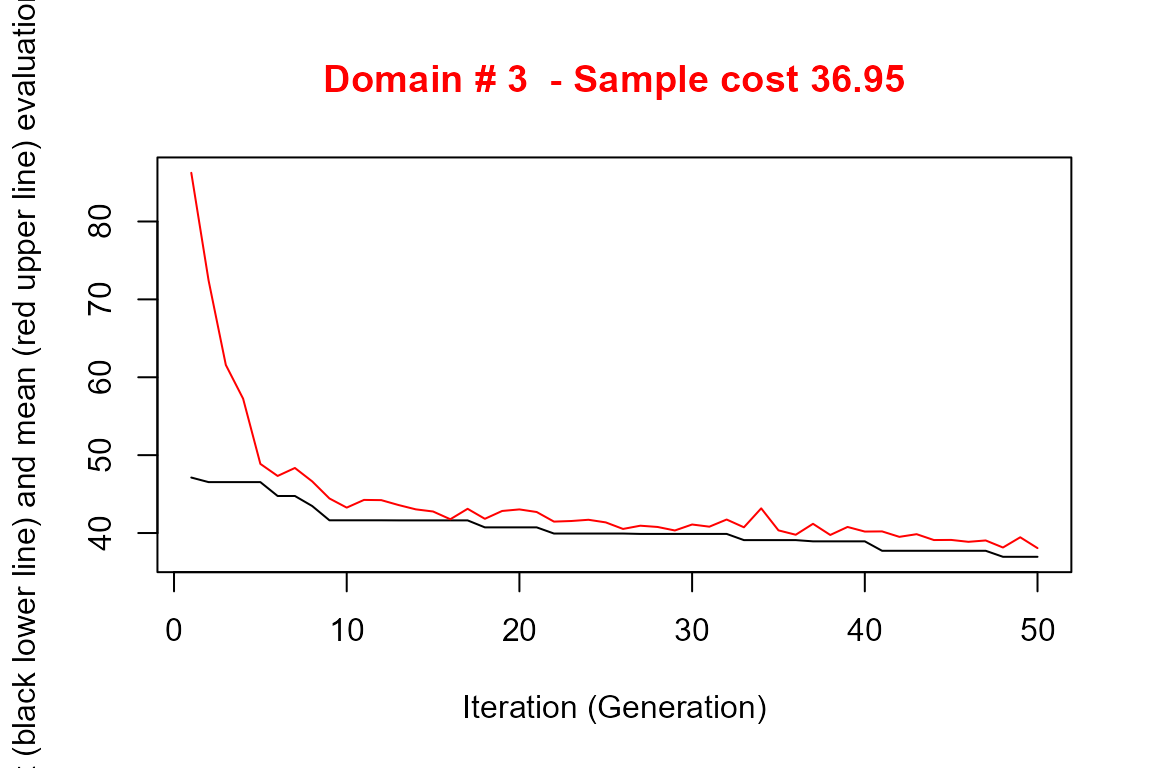 Domain # 3  - Sample cost 36.95
(black lower line) and mean (red upper line) evaluation
80
70
60
50
40
0 10 20 30 40 50
Iteration (Generation)